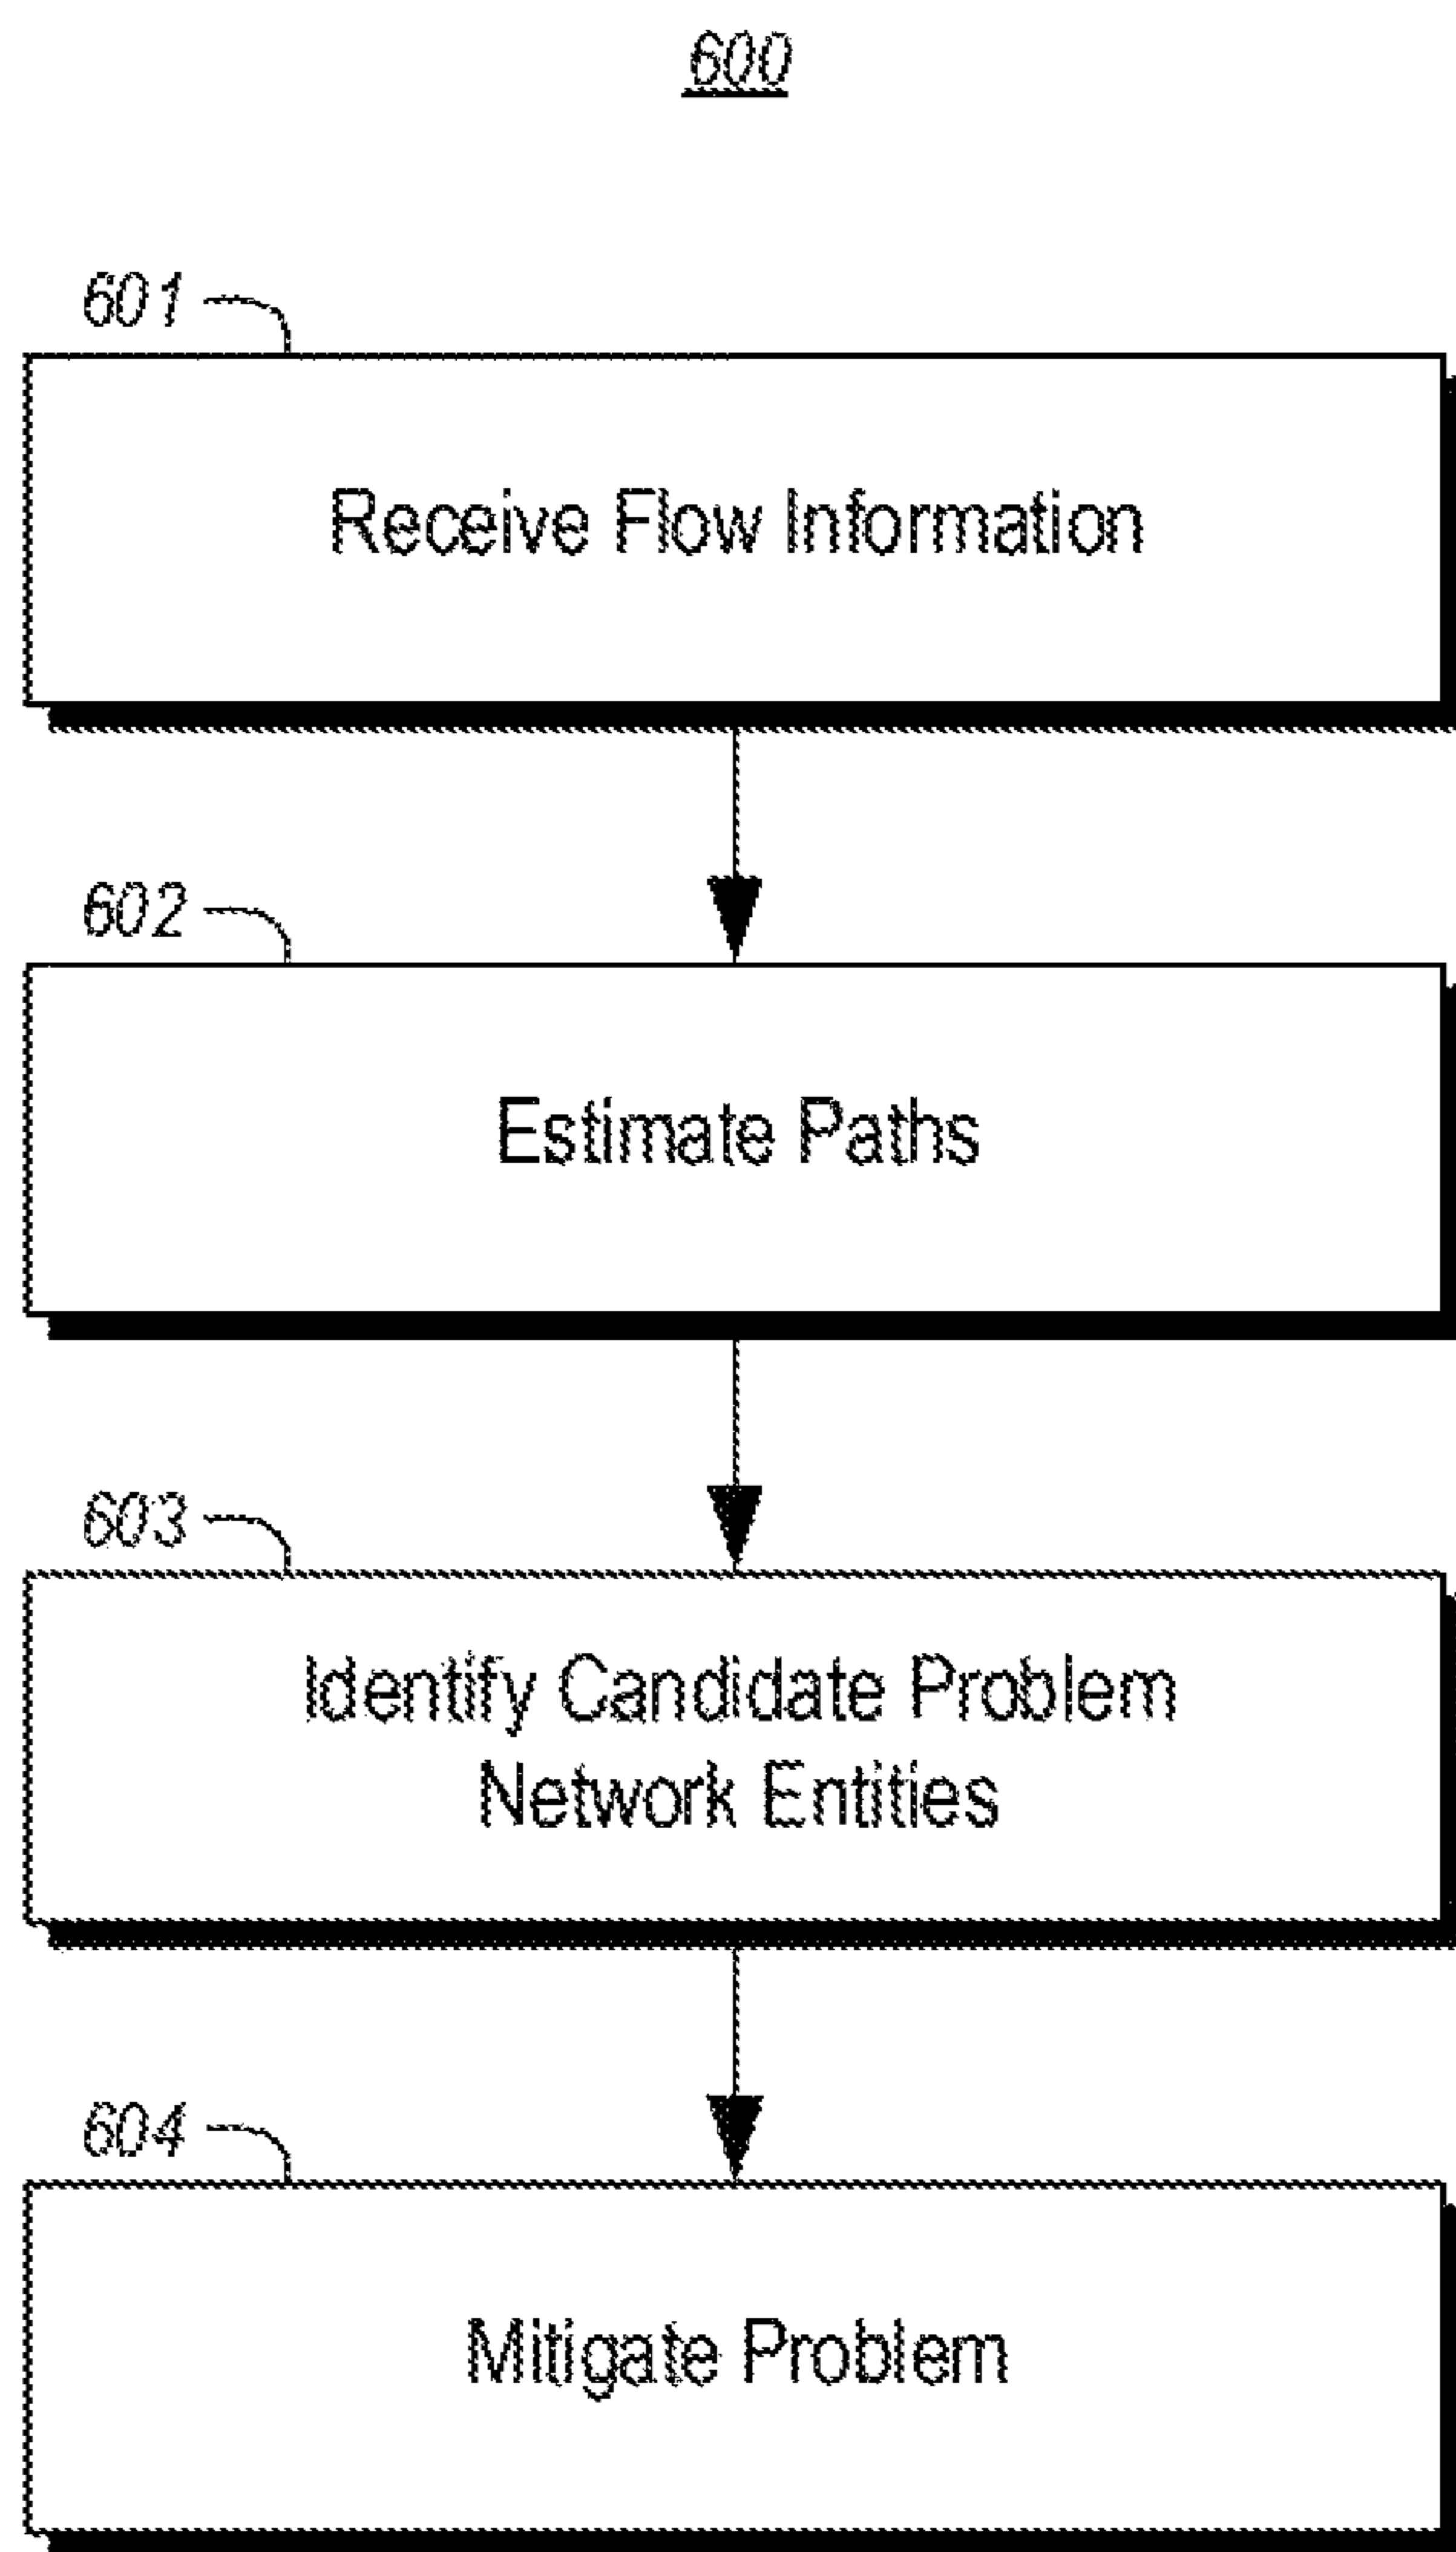 600
601
Receive Flow Information
602
Estimate Paths
603
Identify Candidate Problem
Network Entities
604
Mitigate Problem